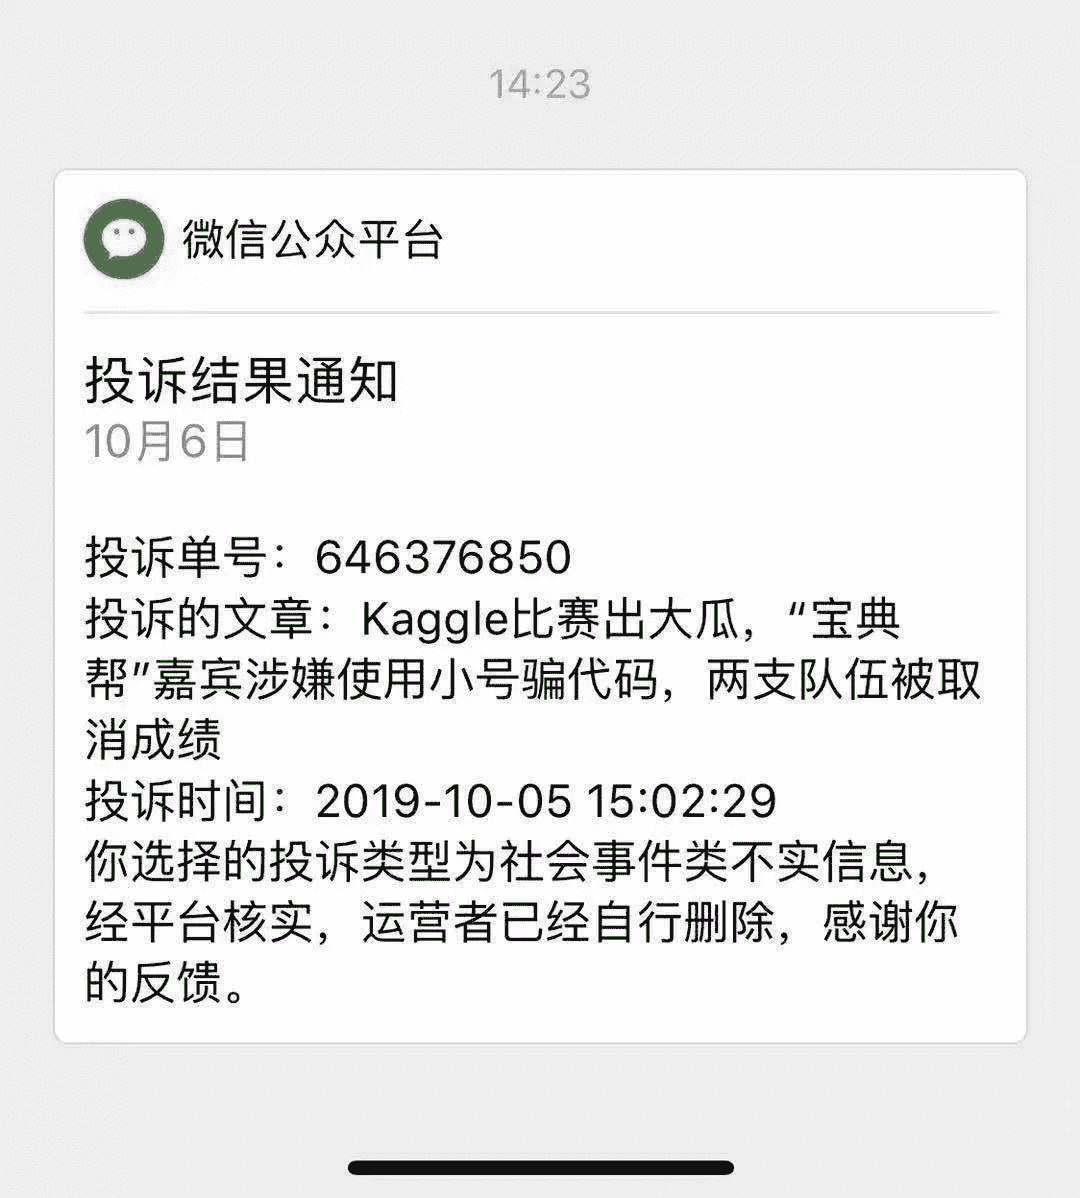 14:23
微信公众平台
投诉结果通知
10月6日
投诉单号：646376850
投诉的文章：Kaggle比赛出大瓜，“宝典
帮”嘉宾涉嫌使用小号骗代码，两支队伍被取
消成绩
投诉时间：2019-10-05 15:02:29
你选择的投诉类型为社会事件类不实信息，
经平台核实，运营者已经自行删除，感谢你
的反馈。